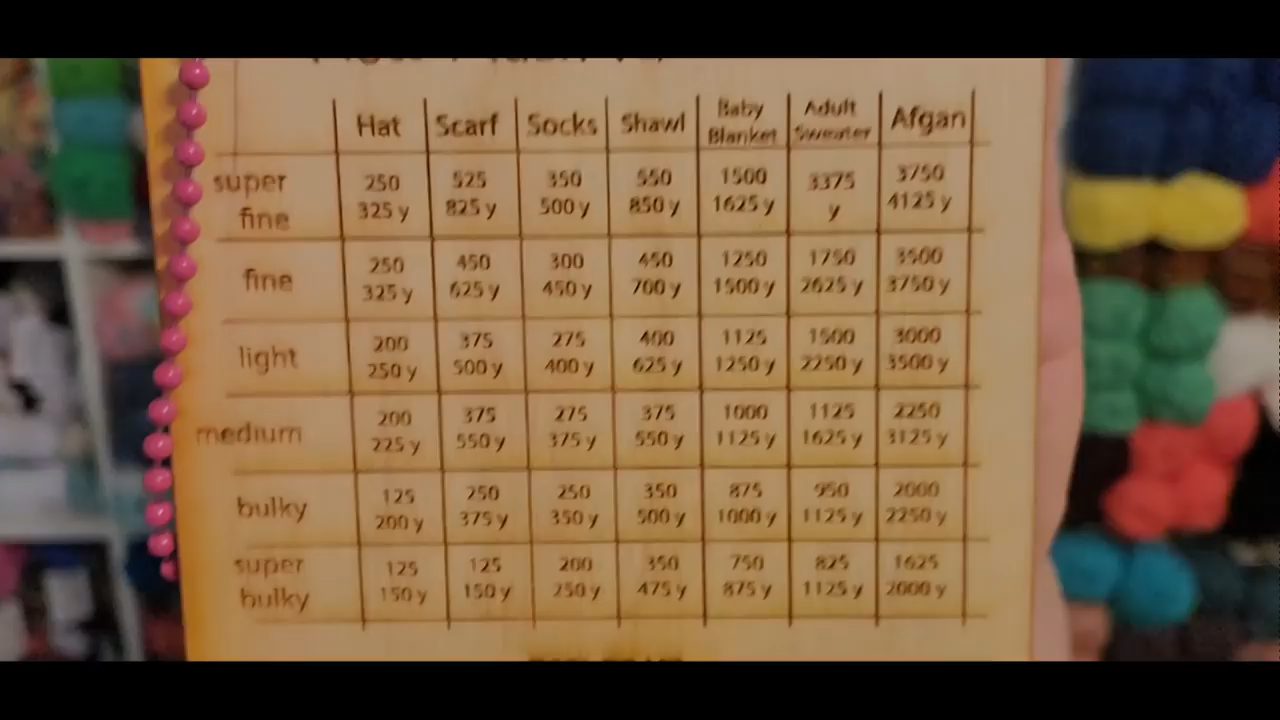 Hat Scarf Socks Shawl Baby Blanket Adult Sweater Afgan
super fine 250 325 y 525 825 y 350 500 y 550 850 y 1500 1625 y 3375 y 3750 4125 y
fine 250 325 y 450 625 y 300 450 y 450 700 y 1250 1500 y 1750 2625 y 3500 3750 y
light 200 250 y 375 500 y 275 400 y 400 625 y 1125 1250 y 1500 2250 y 3000 3500 y
medium 200 225 y 375 550 y 275 375 y 375 550 y 1000 1125 y 1125 1625 y 2250 3125 y
bulky 125 200 y 250 375 y 250 350 y 350 500 y 875 1000 y 950 1125 y 2000 2250 y
super bulky 125 150 y 125 150 y 200 250 y 350 475 y 750 875 y 825 1125 y 1625 2000 y